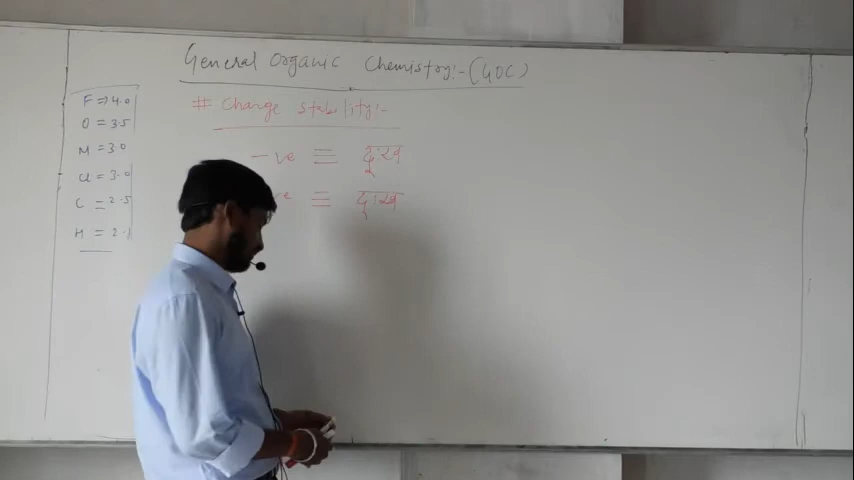 General Organic Chemistry:- (GOC)
# Charge stability:-
-ve ≡ दुःख
ve ≡ दुःख
F => 4.0
O = 3.5
N = 3.0
Cl = 3.0
C = 2.5
H = 2.1